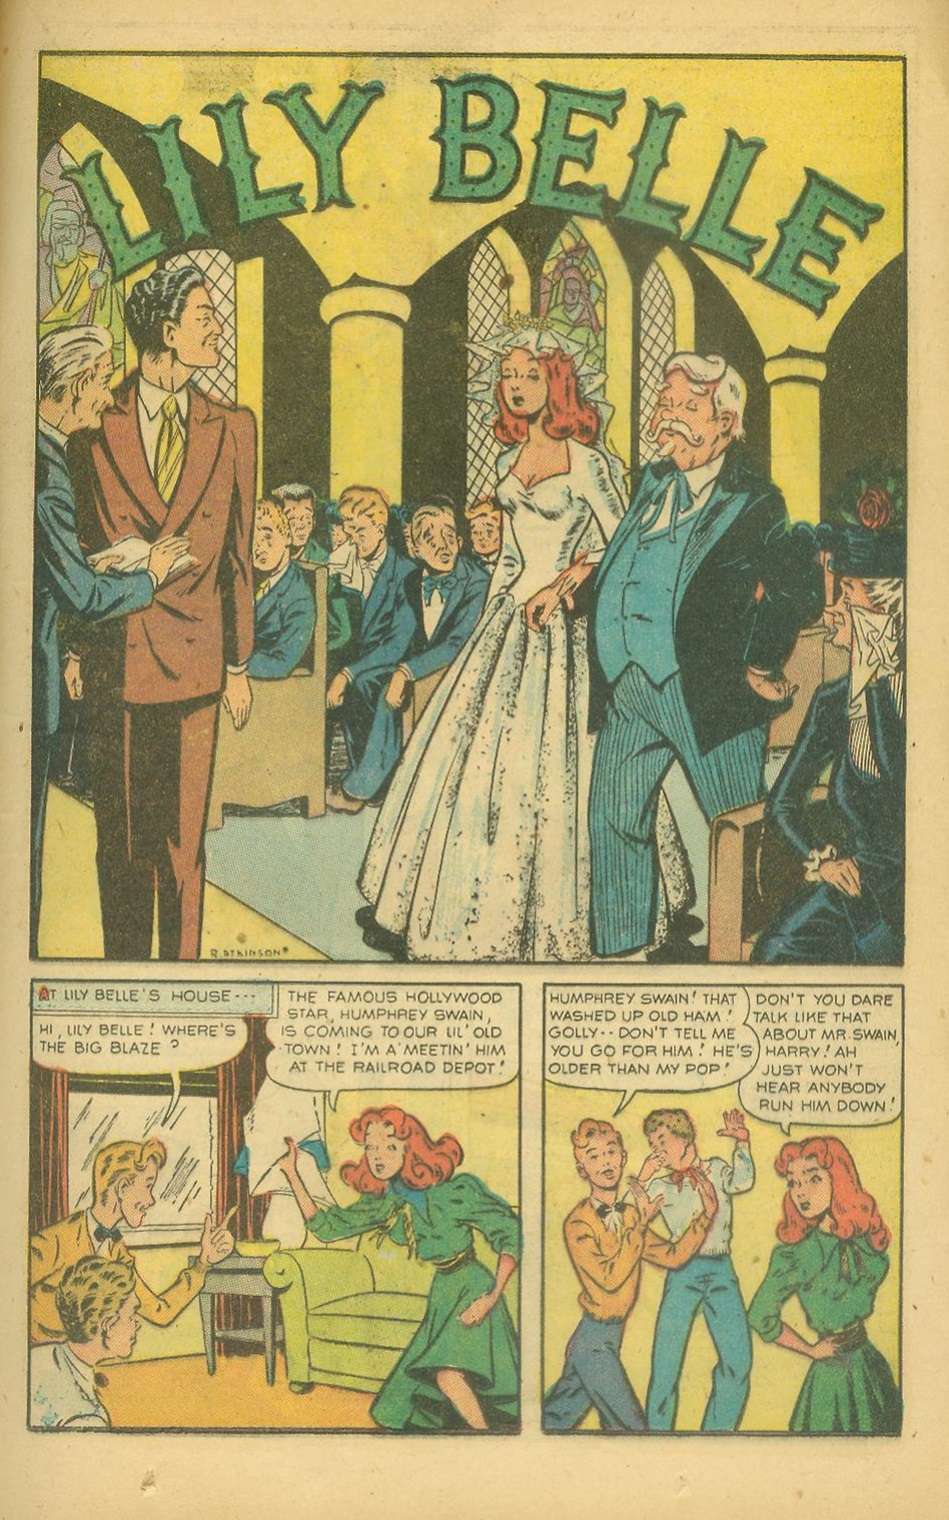 LILY BELLE
R. ATKINSON
AT LILY BELLE'S HOUSE---
HI, LILY BELLE! WHERE'S
THE BIG BLAZE?
THE FAMOUS HOLLYWOOD
STAR, HUMPHREY SWAIN,
IS COMING TO OUR LIL' OLD
TOWN! I'M A'MEETIN' HIM
AT THE RAILROAD DEPOT!
HUMPHREY SWAIN! THAT
WASHED UP OLD HAM!
GOLLY-- DON'T TELL ME
YOU GO FOR HIM! HE'S
OLDER THAN MY POP!
DON'T YOU DARE
TALK LIKE THAT
ABOUT MR. SWAIN,
HARRY! AH
JUST WON'T
HEAR ANYBODY
RUN HIM DOWN!